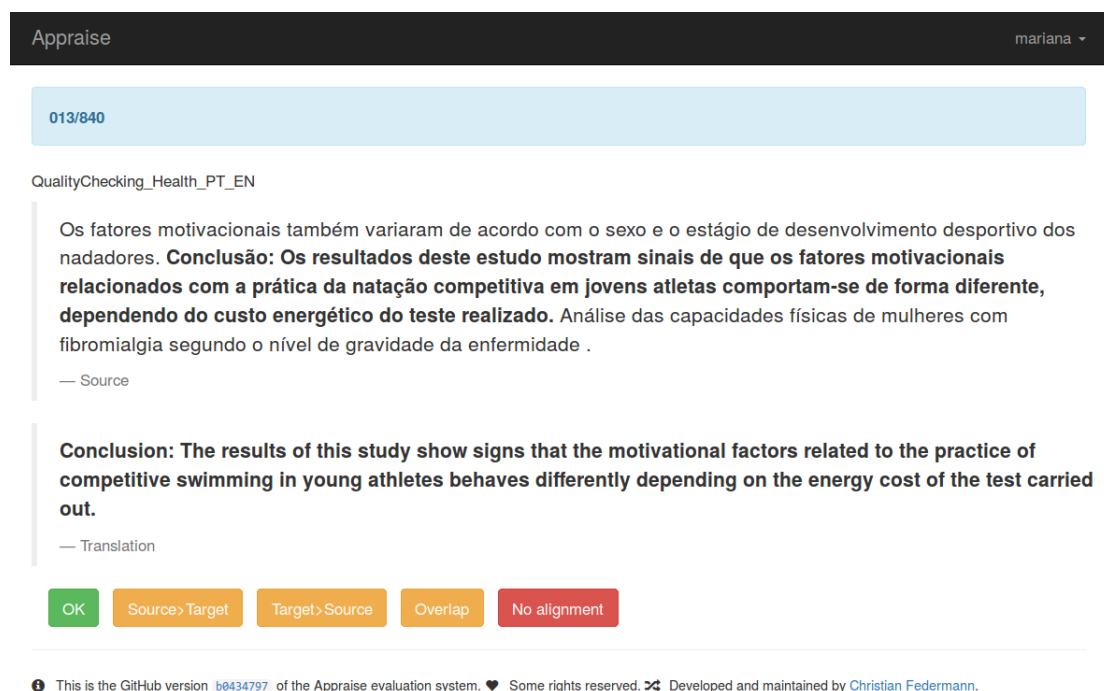 Appraise
mariana
013/840
QualityChecking_Health_PT_EN
Os fatores motivacionais também variaram de acordo com o sexo e o estágio de desenvolvimento desportivo dos
nadadores. Conclusão: Os resultados deste estudo mostram sinais de que os fatores motivacionais
relacionados com a prática da natação competitiva em jovens atletas comportam-se de forma diferente,
dependendo do custo energético do teste realizado. Análise das capacidades físicas de mulheres com
fibromialgia segundo o nível de gravidade da enfermidade .
— Source
Conclusion: The results of this study show signs that the motivational factors related to the practice of
competitive swimming in young athletes behaves differently depending on the energy cost of the test carried
out.
— Translation
OK Source>Target Target>Source Overlap No alignment
This is the GitHub version b0434797 of the Appraise evaluation system. Some rights reserved. Developed and maintained by Christian Federmann.